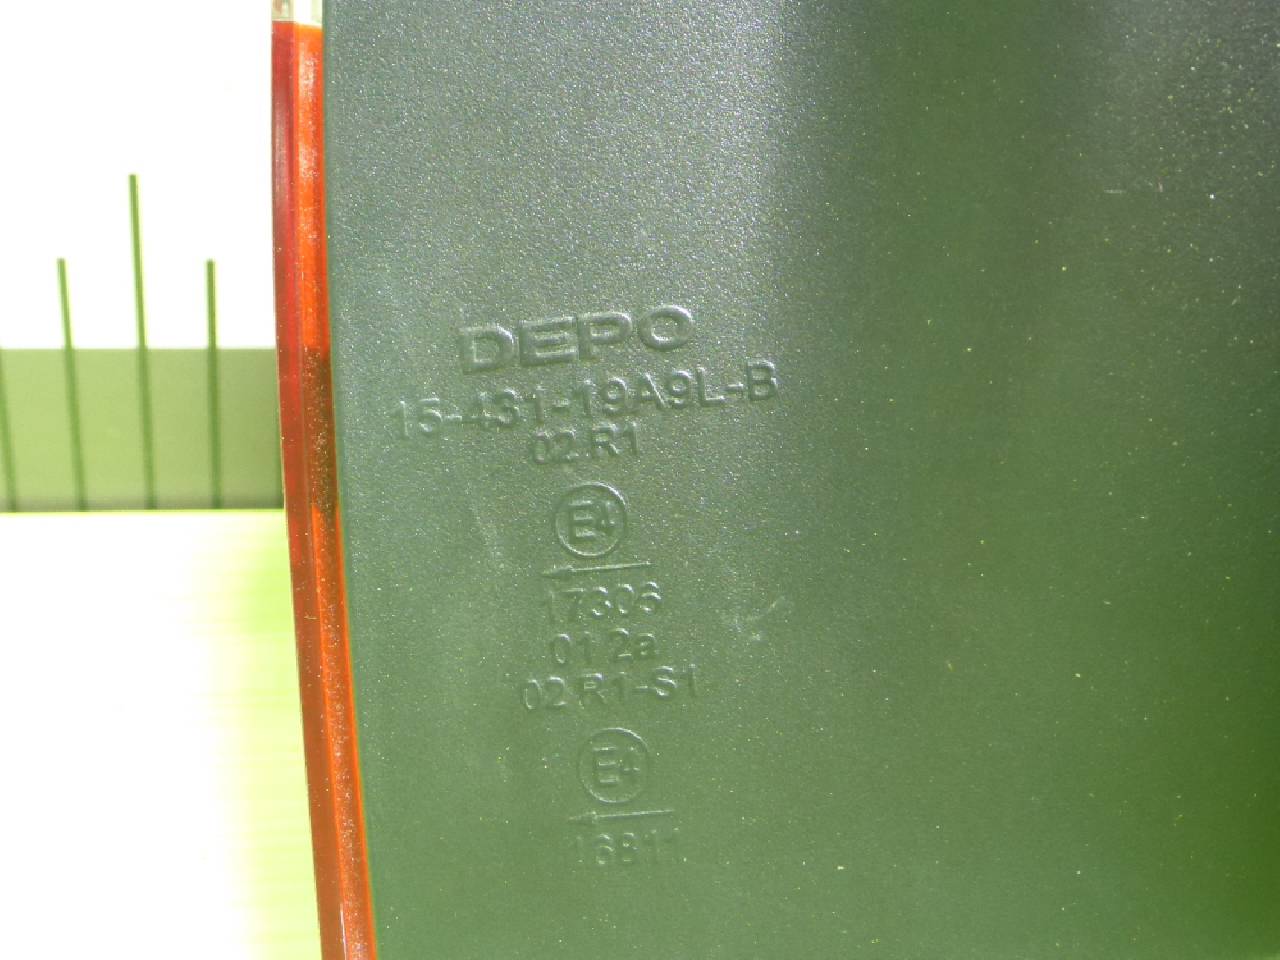 DEPO
15-431-19A9L-B
02 R1
E4
17306
01 2a
02 R1-S1
E4
16811